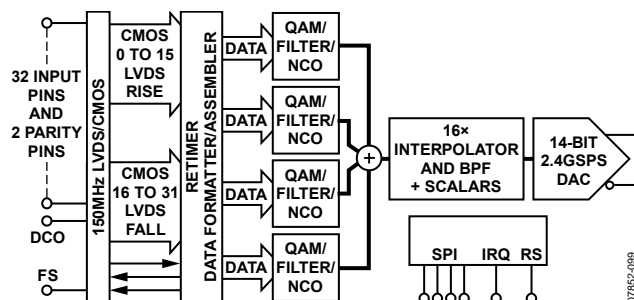 32 INPUT
PINS
AND
2 PARITY
PINS
DCO
FS
150MHz LVDS/CMOS
CMOS
0 TO 15
LVDS
RISE
CMOS
16 TO 31
LVDS
FALL
RETIMER
DATA FORMATTER/ASSEMBLER
DATA
QAM/
FILTER/
NCO
DATA
QAM/
FILTER/
NCO
DATA
QAM/
FILTER/
NCO
DATA
QAM/
FILTER/
NCO
+
16×
INTERPOLATOR
AND BPF
+ SCALARS
14-BIT
2.4GSPS
DAC
SPI IRQ RS
07852-099